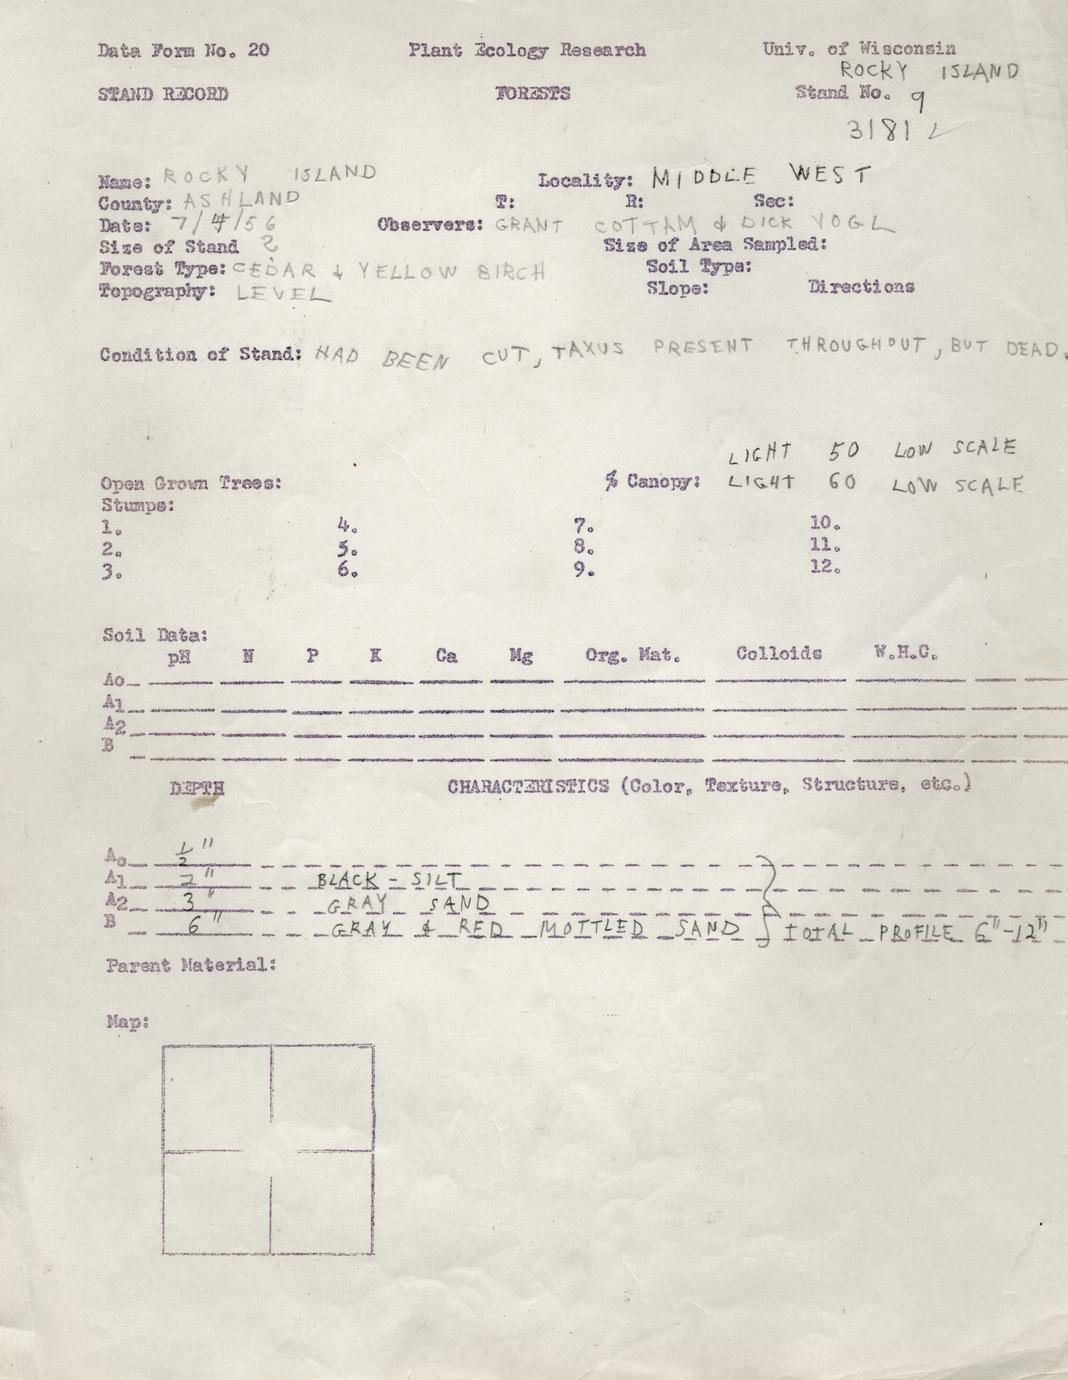 Data Form No. 20 Plant Ecology Research Univ. of Wisconsin
ROCKY ISLAND
STAND RECORD FORESTS Stand No. 9
3181
Name: ROCKY ISLAND Locality: MIDDLE WEST
County: ASHLAND T: R: Sec:
Date: 7/4/56 Observers: GRANT COTTAM & DICK VOGL
Size of Stand ? Size of Area Sampled:
Forest Type: CEDAR & YELLOW BIRCH Soil Type:
Topography: LEVEL Slope: Directions
Condition of Stand: HAD BEEN CUT, TAXUS PRESENT THROUGHOUT, BUT DEAD.
LIGHT 50 LOW SCALE
Open Grown Trees: % Canopy: LIGHT 60 LOW SCALE
Stumps:
1. 4. 7. 10.
2. 5. 8. 11.
3. 6. 9. 12.
Soil Data:
pH N P K Ca Mg Org. Mat. Colloids W.H.C.
Ao
A1
A2
B
DEPTH CHARACTERISTICS (Color, Texture, Structure, etc.)
Ao 1/2"
A1 2" BLACK - SILT
A2 3" GRAY SAND
B 6" GRAY & RED MOTTLED SAND } TOTAL PROFILE 6"-12"
Parent Material:
Map: